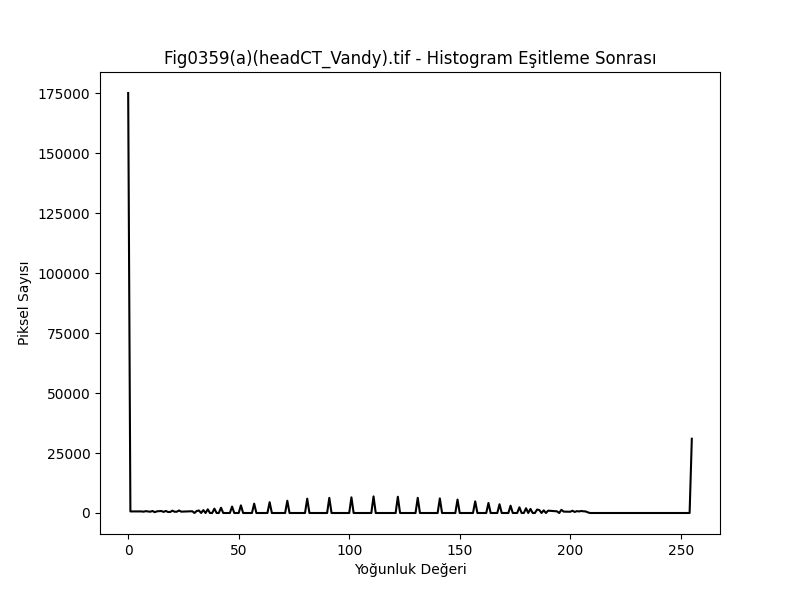 Fig0359(a)(headCT_Vandy).tif - Histogram Eşitleme Sonrası
175000
150000
125000
100000
75000
50000
25000
0
Piksel Sayısı
0 50 100 150 200 250
Yoğunluk Değeri